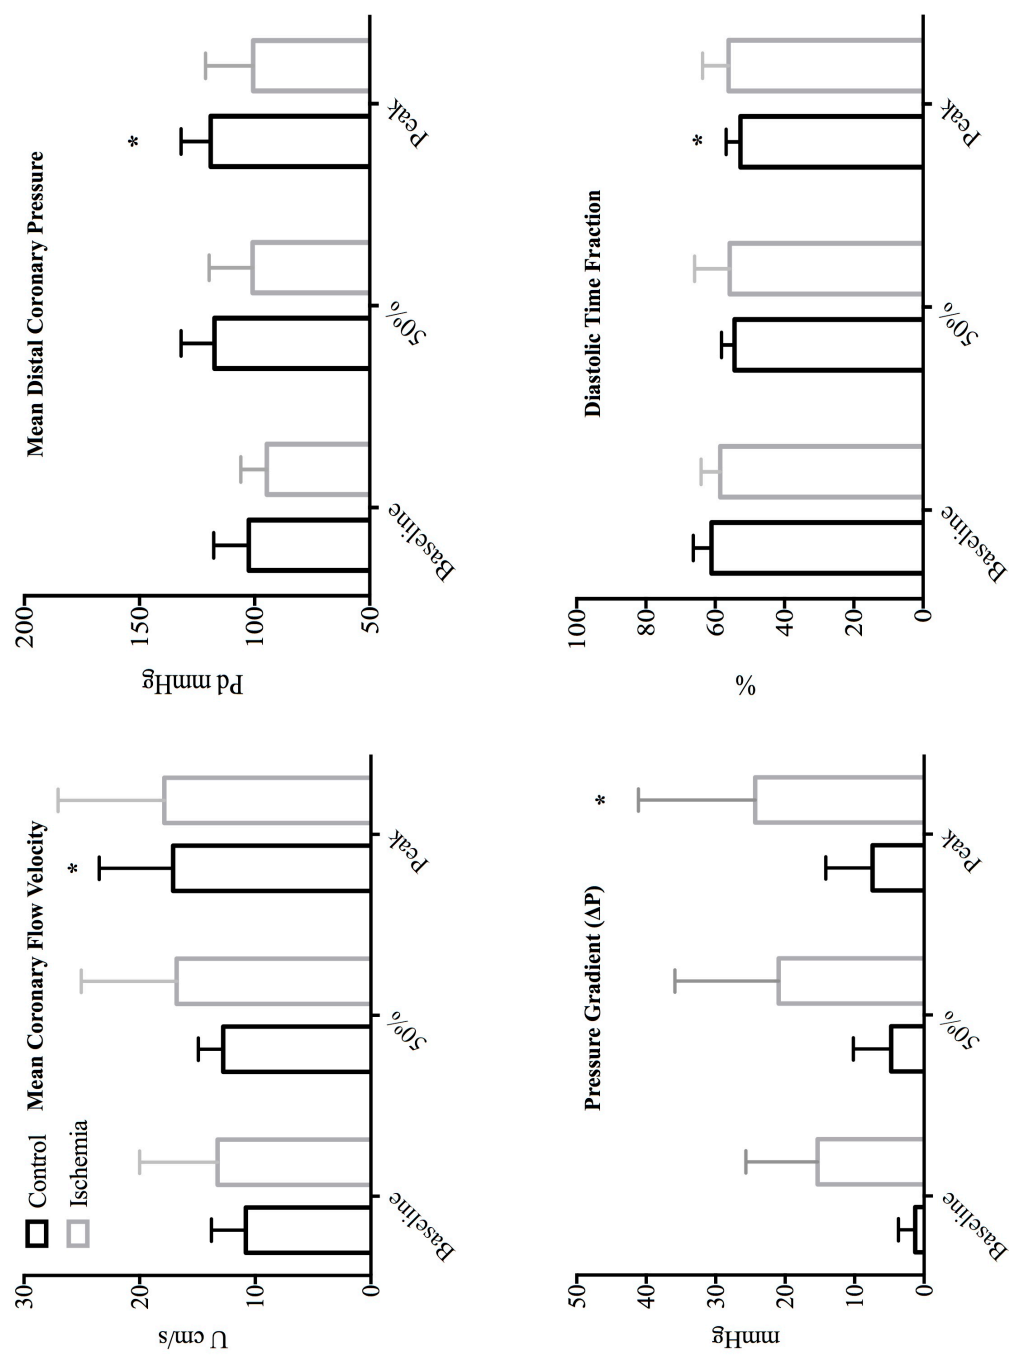 Control
Ischemia
Mean Coronary Flow Velocity
U cm/s
30
20
10
0
*
Baseline
50%
Peak
Mean Distal Coronary Pressure
Pd mmHg
200
150
100
50
*
Baseline
50%
Peak
Pressure Gradient (ΔP)
mmHg
50
40
30
20
10
0
*
Baseline
50%
Peak
Diastolic Time Fraction
%
100
80
60
40
20
0
*
Baseline
50%
Peak